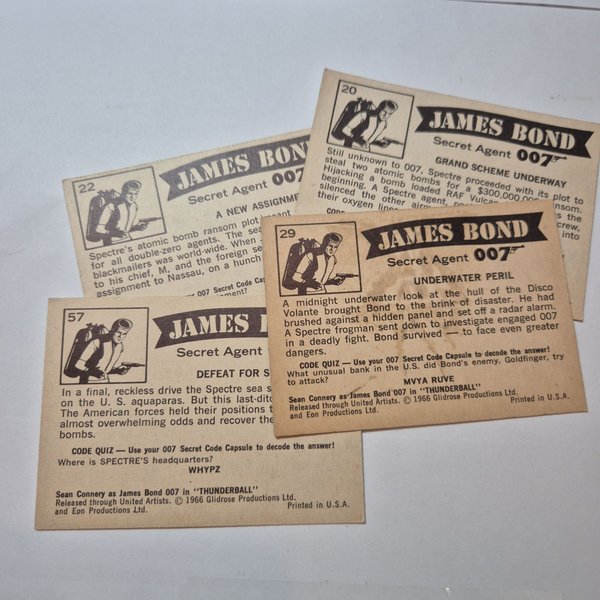 20
JAMES BOND
Secret Agent 007
GRAND SCHEME UNDERWAY
Still unknown to 007, Spectre proceeded with its plot to
steal two atomic bombs for a $300,000,000 ransom.
Hijacking a bomb loaded RAF Vulcan
beginning. A Spectre agent, the
silenced the other airm crew,
their oxygen lines into
CODE
22
JAMES BOND
Secret Agent 007
A NEW ASSIGNM
Spectre's atomic bomb ransom plot meant
for all double-zero agents. The sea
blackmailers was world-wide. When
his chief, M, and the foreign se
assignment to Nassau, on a hunch
Secret Code Capsule
29
JAMES BOND
Secret Agent 007
UNDERWATER PERIL
A midnight underwater look at the hull of the Disco
Volante brought Bond to the brink of disaster. He had
brushed against a hidden panel and set off a radar alarm.
A Spectre frogman sent down to investigate engaged 007
in a deadly fight. Bond survived — to face even greater
dangers.
CODE QUIZ — Use your 007 Secret Code Capsule to decode the answer!
What unusual bank in the U.S. did Bond's enemy, Goldfinger, try
to attack?
MVYA RUVE
Sean Connery as James Bond 007 in "THUNDERBALL"
Released through United Artists. © 1966 Glidrose Productions Ltd.
and Eon Productions Ltd. Printed in U.S.A.
57
JAMES B
Secret Agent
DEFEAT FOR S
In a final, reckless drive the Spectre sea s
on the U. S. aquaparas. But this last-ditc
The American forces held their positions
almost overwhelming odds and recover the
bombs.
CODE QUIZ — Use your 007 Secret Code Capsule to decode the answer!
Where is SPECTRE'S headquarters?
WHYPZ
Sean Connery as James Bond 007 in "THUNDERBALL"
Released through United Artists. © 1966 Glidrose Productions Ltd.
and Eon Productions Ltd. Printed in U.S.A.